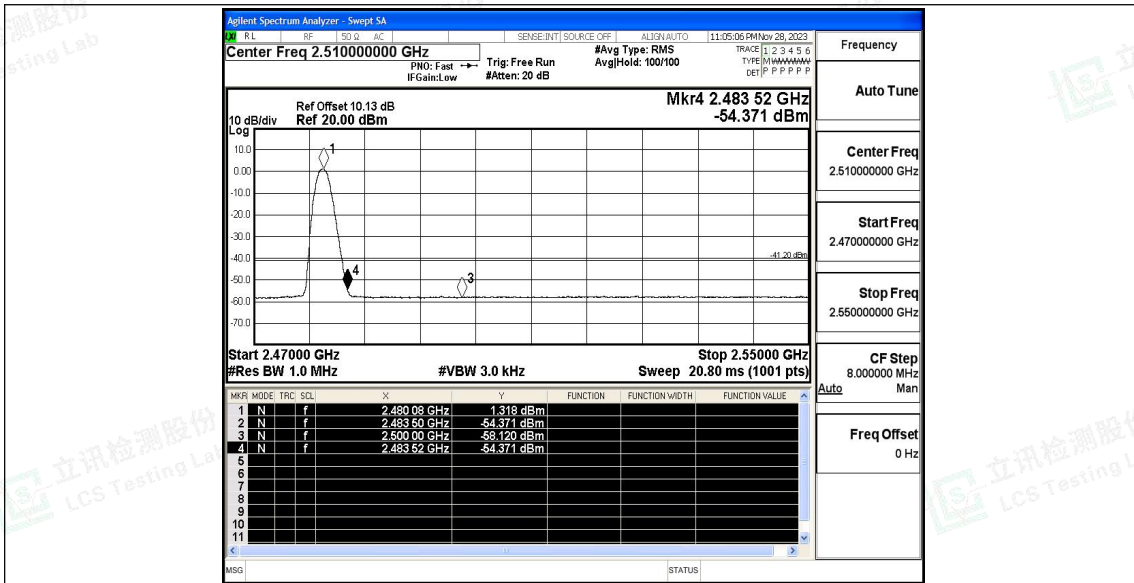 Agilent Spectrum Analyzer - Swept SA
LXI RL RF 50 Ω AC SENSE:INT SOURCE OFF ALIGN AUTO 11:05:06 PM Nov 28, 2023
Center Freq 2.510000000 GHz
PNO: Fast
IFGain:Low
Trig: Free Run
#Atten: 20 dB
#Avg Type: RMS
Avg|Hold: 100/100
TRACE 1 2 3 4 5 6
TYPE M W W W W W
DET P P P P P P
Ref Offset 10.13 dB
10 dB/div Ref 20.00 dBm
Log
Mkr4 2.483 52 GHz
-54.371 dBm
10.0
0.00
-10.0
-20.0
-30.0
-40.0
-50.0
-60.0
-70.0
1
4
3
-41.20 dBm
Start 2.47000 GHz Stop 2.55000 GHz
#Res BW 1.0 MHz #VBW 3.0 kHz Sweep 20.80 ms (1001 pts)
MKR MODE TRC SCL X Y FUNCTION FUNCTION WIDTH FUNCTION VALUE
1 N f 2.480 08 GHz 1.318 dBm
2 N f 2.483 50 GHz -54.371 dBm
3 N f 2.500 00 GHz -58.120 dBm
4 N f 2.483 52 GHz -54.371 dBm
5
6
7
8
9
10
11
MSG STATUS
Frequency
Auto Tune
Center Freq
2.510000000 GHz
Start Freq
2.470000000 GHz
Stop Freq
2.550000000 GHz
CF Step
8.000000 MHz
Auto Man
Freq Offset
0 Hz
立讯检测股份
LCS Testing Lab
立讯检测股份
LCS Testing L